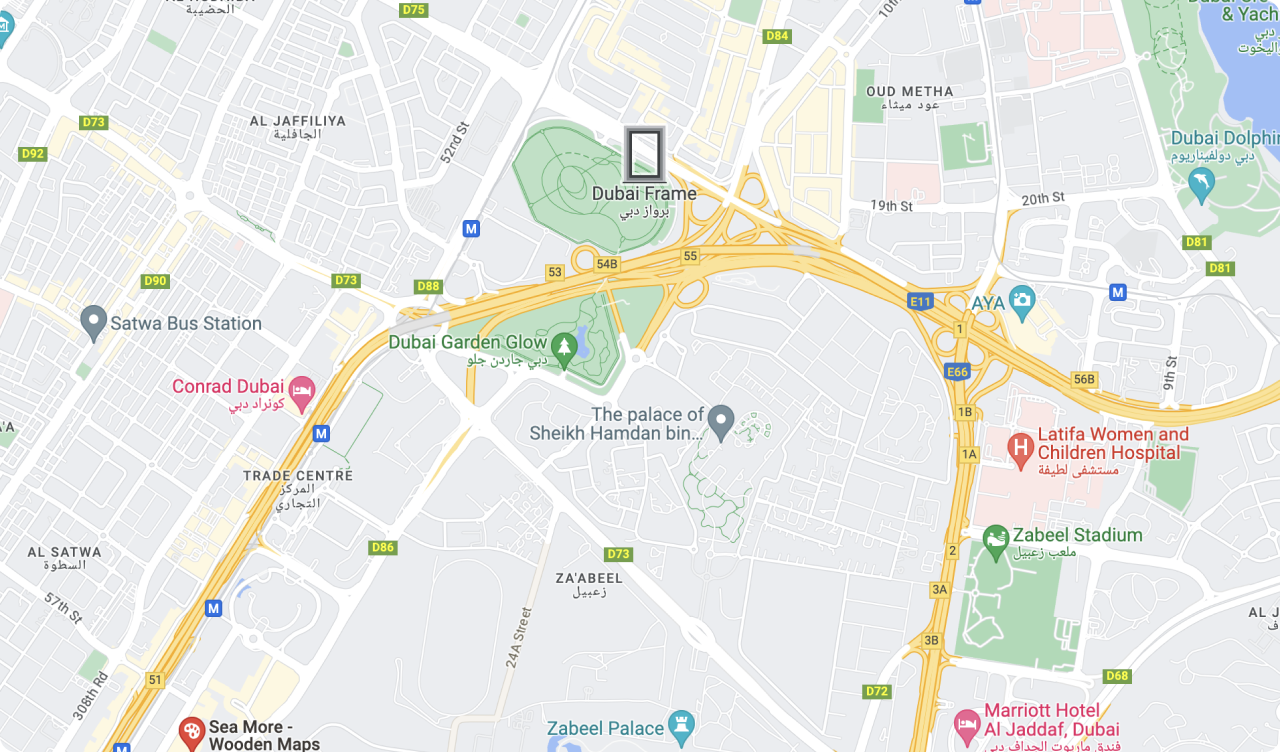 D75
الحضيبة
D84
& Yach
OUD METHA
عود ميثاء
D73
AL JAFFILIYA
الجافلية
52nd St
D92
Dubai Dolphin
دبي دولفيناريوم
Dubai Frame
برواز دبي
19th St
20th St
M
D81
D81
55
54B
53
D90
D73
D88
M
E11
AYA
Satwa Bus Station
1
Dubai Garden Glow
دبي جاردن جلو
E66
9th St
56B
Conrad Dubai
كونراد دبي
The palace of
Sheikh Hamdan bin...
1B
M
Latifa Women and
Children Hospital
مستشفى لطيفة
H
1A
TRADE CENTRE
المركز
التجاري
Zabeel Stadium
ملعب زعبيل
D86
D73
2
AL SATWA
السطوة
ZA'ABEEL
زعبيل
3A
57th St
M
AL J
24A Street
3B
51
308th Rd
D72
D68
Marriott Hotel
Al Jaddaf, Dubai
فندق ماريوت الجداف دبي
Zabeel Palace
Sea More -
Wooden Maps
M